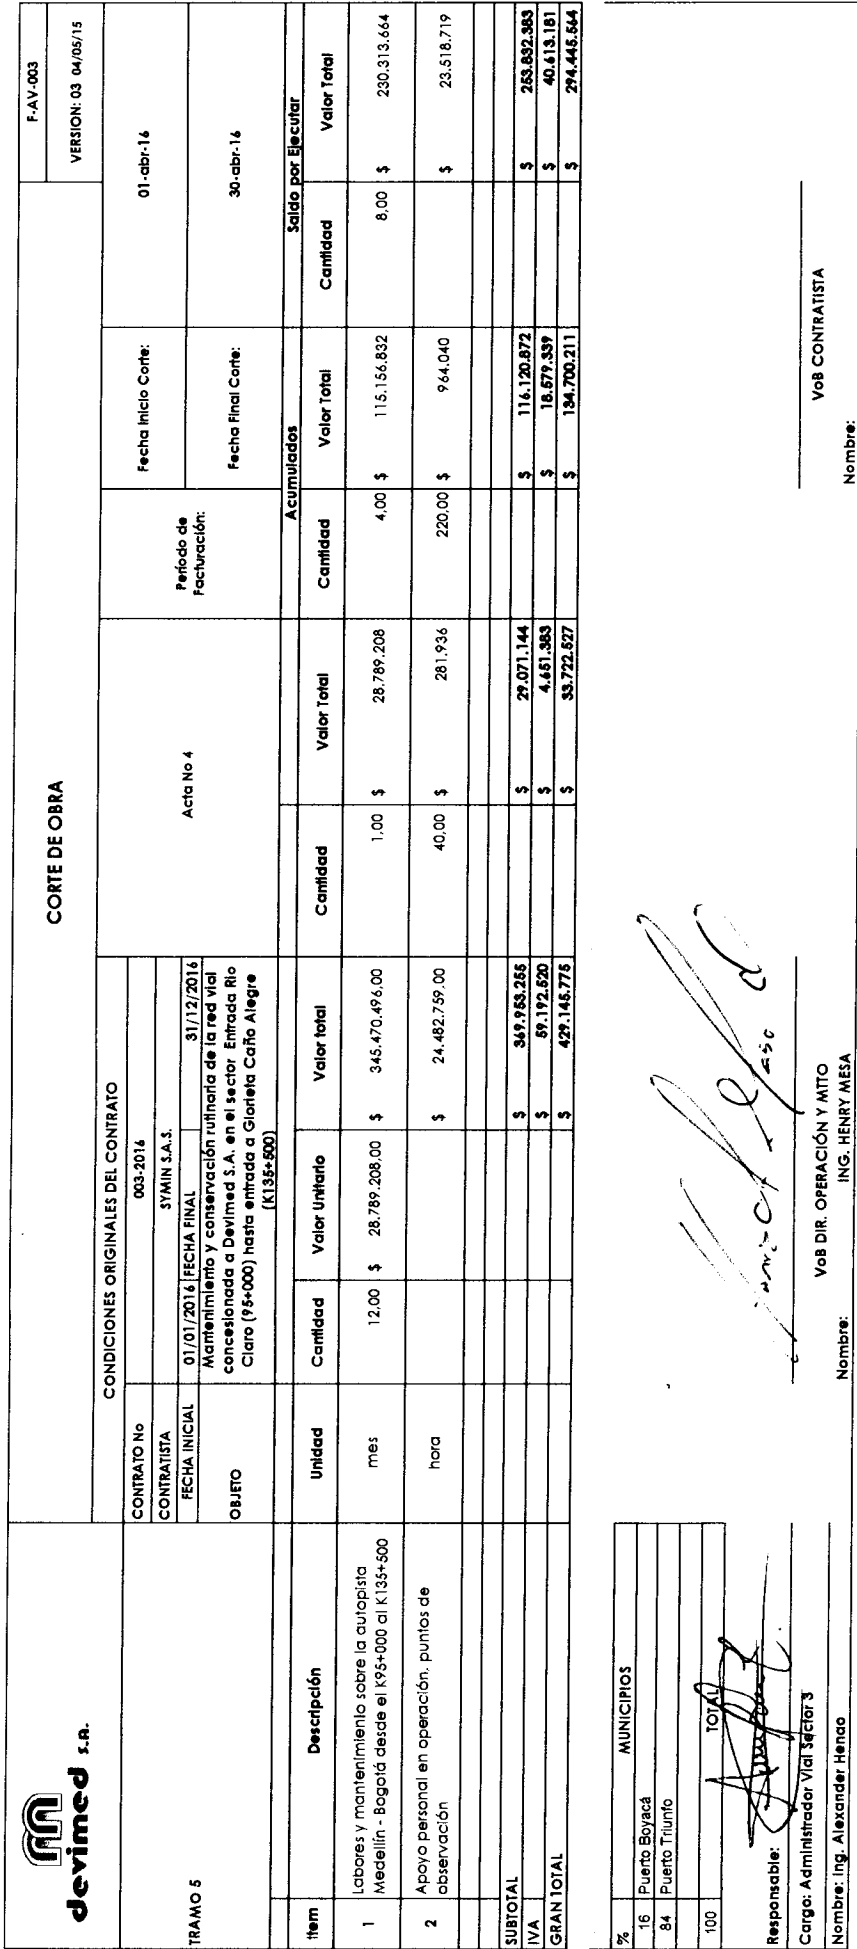 devimed s.a.
CORTE DE OBRA
F-AV-003
VERSION: 03 04/05/15
TRAMO 5
CONDICIONES ORIGINALES DEL CONTRATO
CONTRATO No 003-2016
CONTRATISTA SYMIN S.A.S.
FECHA INICIAL 01/01/2016 FECHA FINAL 31/12/2016
OBJETO
Mantenimiento y conservación rutinaria de la red vial
concesionada a Devimed S.A. en el sector Entrada Rio
Claro (95+000) hasta entrada a Glorieta Caño Alegre
(K135+500)
Acta No 4
Período de
Facturación:
Fecha Inicio Corte: 01-abr-16
Fecha Final Corte: 30-abr-16
Acumulados Saldo por Ejecutar
Item Descripción Unidad Cantidad Valor Unitario Valor total Cantidad Valor Total Cantidad Valor Total Cantidad Valor Total
1 Labores y mantenimiento sobre la autopista
Medellín - Bogotá desde el K95+000 al K135+500 mes 12,00 $ 28.789.208,00 $ 345.470.496,00 1,00 $ 28.789.208 4,00 $ 115.156.832 8,00 $ 230.313.664
2 Apoyo personal en operación, puntos de
observación hora $ 24.482.759,00 40,00 $ 281.936 220,00 $ 964.040 $ 23.518.719
SUBTOTAL $ 369.953.255 $ 29.071.144 $ 116.120.872 $ 253.832.383
IVA $ 59.192.520 $ 4.651.383 $ 18.579.339 $ 40.613.181
GRAN TOTAL $ 429.145.775 $ 33.722.527 $ 134.700.211 $ 294.445.564
% MUNICIPIOS
16 Puerto Boyacá
84 Puerto Triunfo
100 TOTAL
Responsable:
Cargo: Administrador Vial Sector 3
Nombre: Ing. Alexander Henao
VoB DIR. OPERACIÓN Y MTTO
Nombre: ING. HENRY MESA
VoB CONTRATISTA
Nombre: